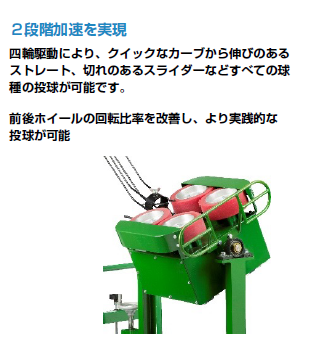 ２段階加速を実現
四輪駆動により、クイックなカーブから伸びのある
ストレート、切れのあるスライダーなどすべての球
種の投球が可能です。
前後ホイールの回転比率を改善し、より実践的な
投球が可能